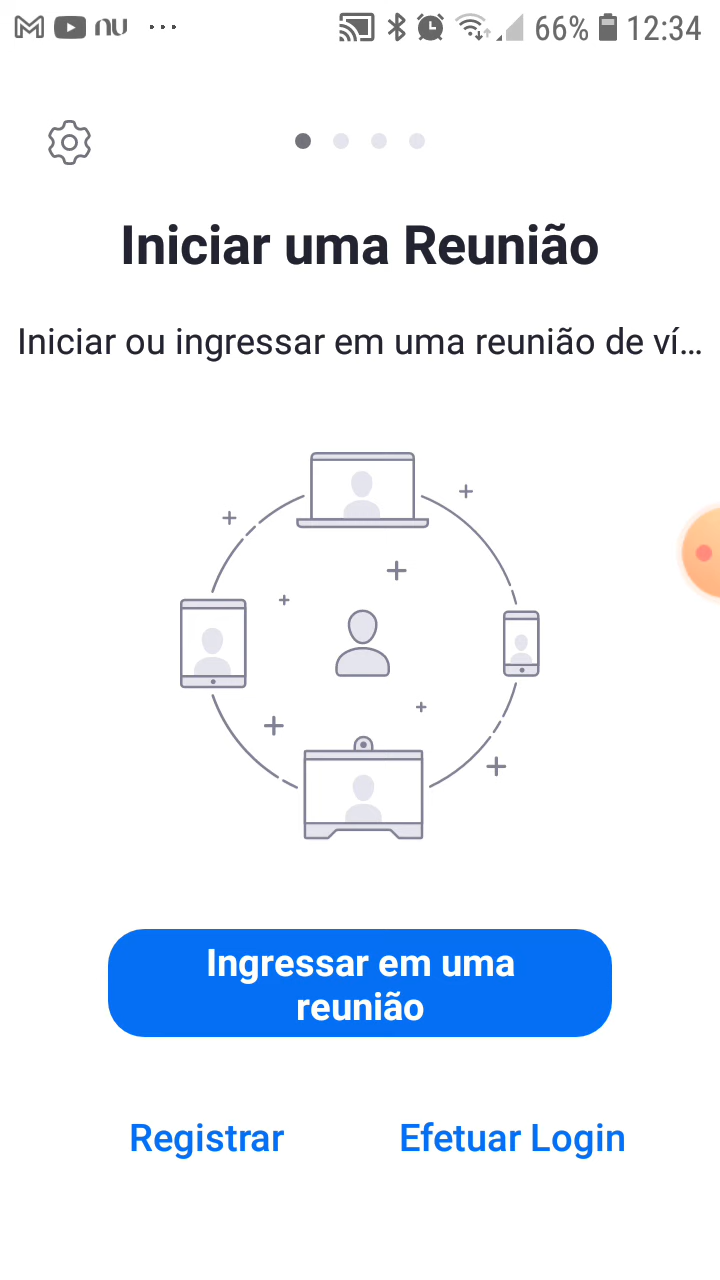 nu ... 66% 12:34
Iniciar uma Reunião
Iniciar ou ingressar em uma reunião de ví...
Ingressar em uma
reunião
Registrar
Efetuar Login